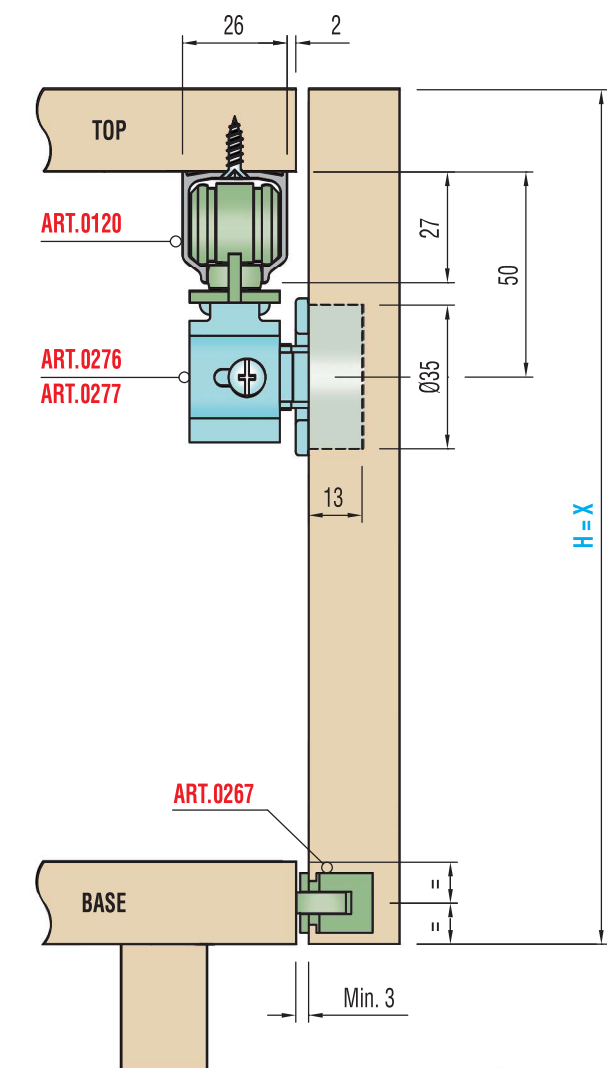 26
2
TOP
ART.0120
27
50
ART.0276
ART.0277
Ø35
13
H = X
ART.0267
BASE
=
=
Min. 3